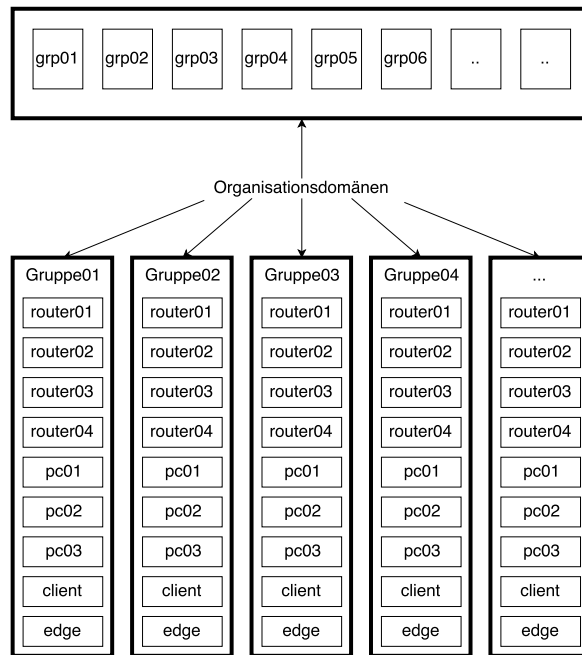 grp01 grp02 grp03 grp04 grp05 grp06 .. ..
Organisationsdomänen
Gruppe01 Gruppe02 Gruppe03 Gruppe04 ...
router01 router01 router01 router01 router01
router02 router02 router02 router02 router02
router03 router03 router03 router03 router03
router04 router04 router04 router04 router04
pc01 pc01 pc01 pc01 pc01
pc02 pc02 pc02 pc02 pc02
pc03 pc03 pc03 pc03 pc03
client client client client client
edge edge edge edge edge